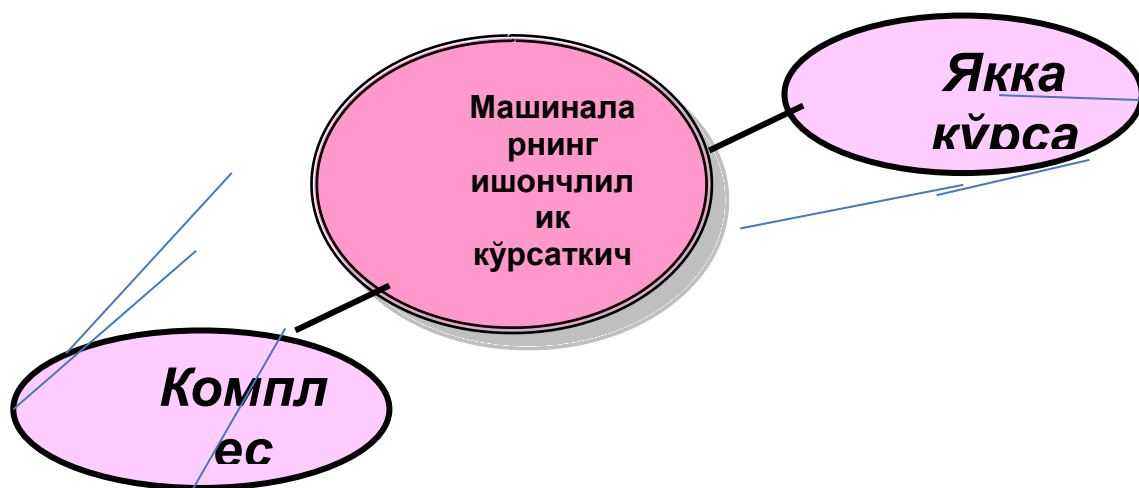 Якка
кўрса
Машинала
рнинг
ишончлил
ик
кўрсаткич
Компл
ес